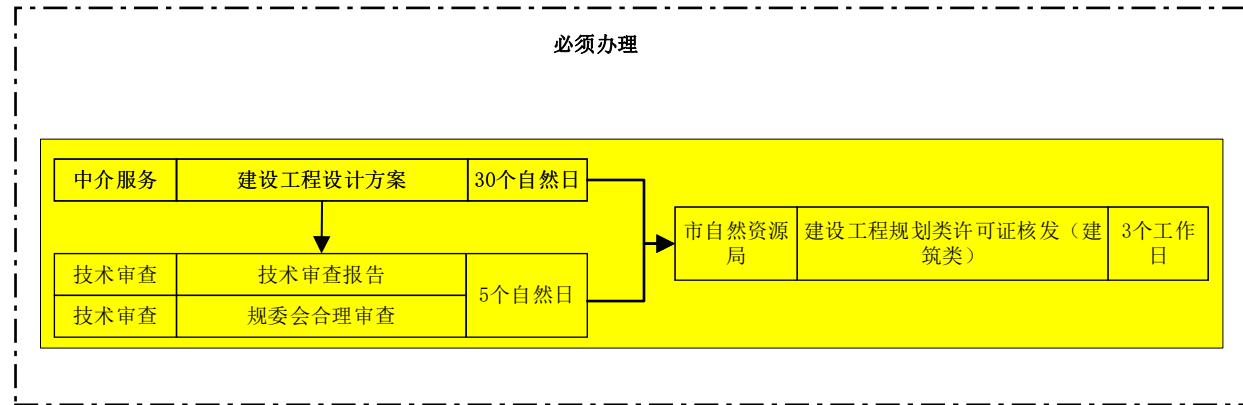 必须办理
中介服务 建设工程设计方案 30个自然日
市自然资源局 建设工程规划类许可证核发（建筑类） 3个工作日
技术审查 技术审查报告 5个自然日
技术审查 规委会合理审查